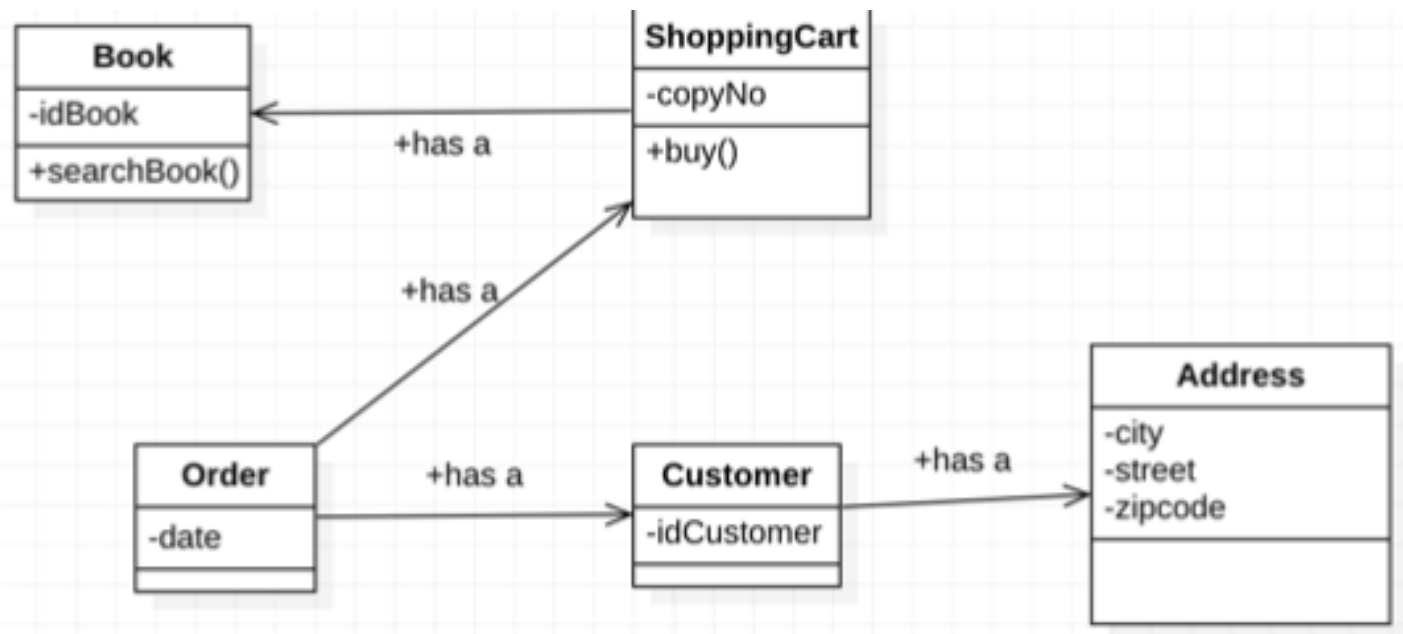 Book
-idBook
+searchBook()
+has a
ShoppingCart
-copyNo
+buy()
+has a
Order
-date
+has a
Customer
-idCustomer
+has a
Address
-city
-street
-zipcode